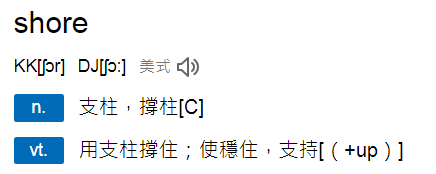 shore
KK[ʃɔr] DJ[ʃɔ:] 美式
n. 支柱，撐柱[C]
vt. 用支柱撐住；使穩住，支持[（+up）]